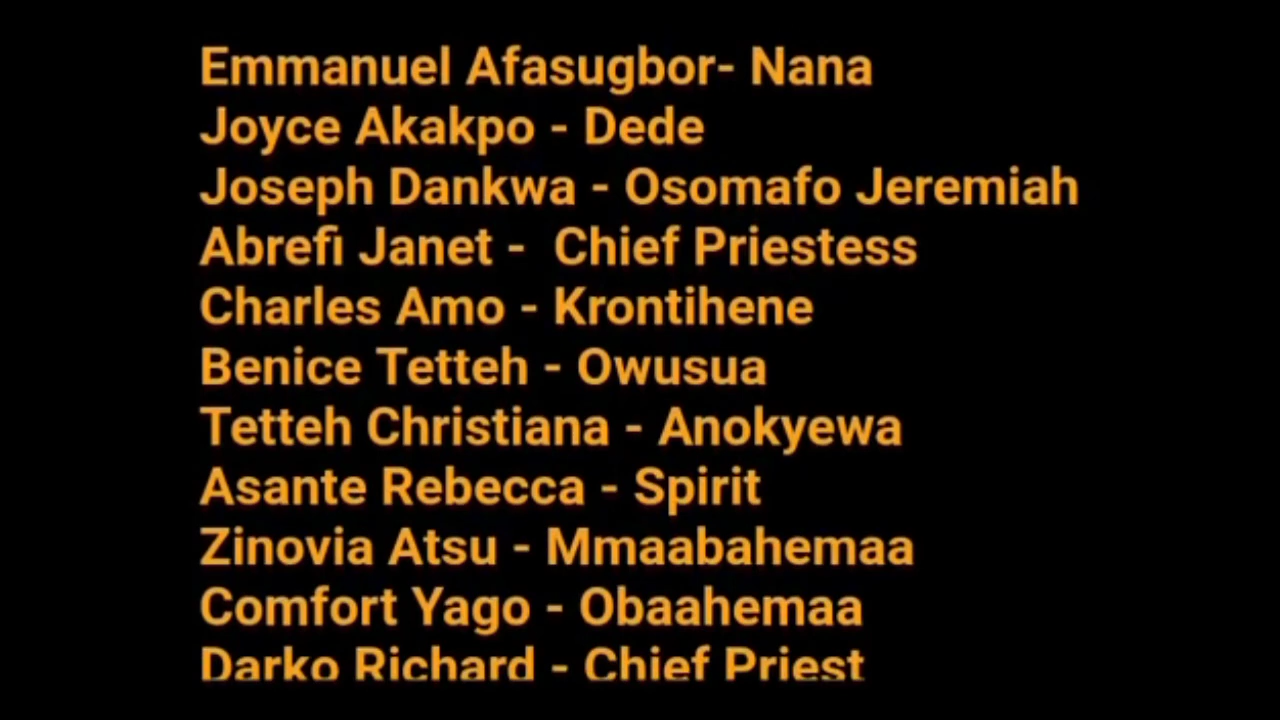 Emmanuel Afasugbor- Nana
Joyce Akakpo - Dede
Joseph Dankwa - Osomafo Jeremiah
Abrefi Janet -  Chief Priestess
Charles Amo - Krontihene
Benice Tetteh - Owusua
Tetteh Christiana - Anokyewa
Asante Rebecca - Spirit
Zinovia Atsu - Mmaabahemaa
Comfort Yago - Obaahemaa
Darko Richard - Chief Priest